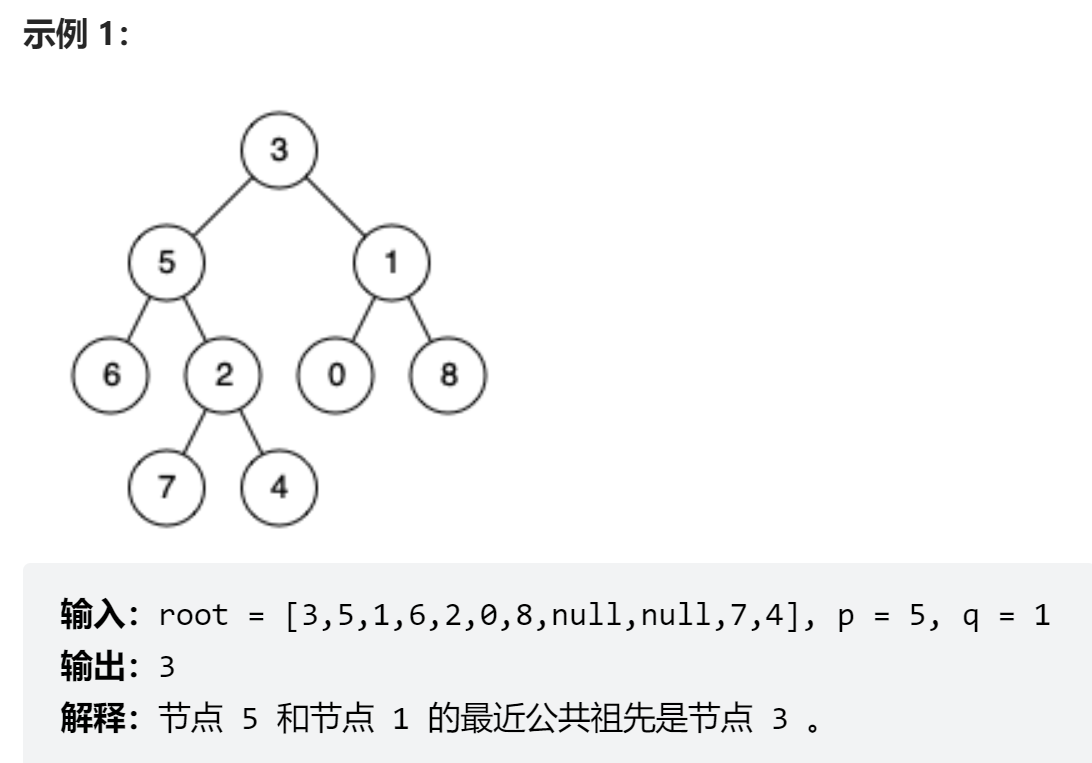 示例 1：
3
5 1
6 2 0 8
7 4
输入：root = [3,5,1,6,2,0,8,null,null,7,4], p = 5, q = 1
输出：3
解释：节点 5 和节点 1 的最近公共祖先是节点 3 。